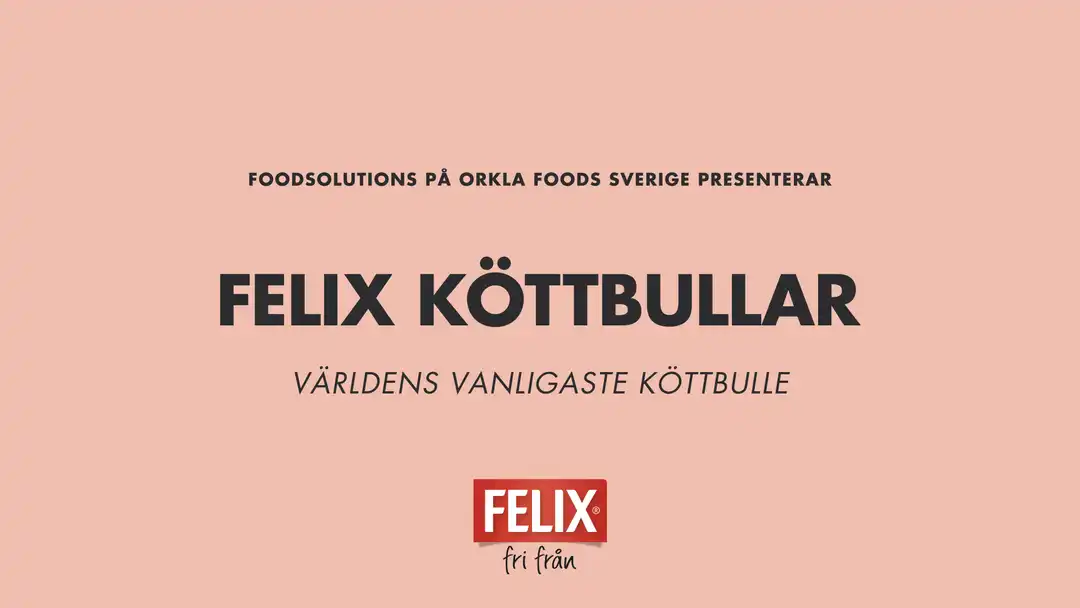 FOODSOLUTIONS PÅ ORKLA FOODS SVERIGE PRESENTERAR
FELIX KÖTTBULLAR
VÄRLDENS VANLIGASTE KÖTTBULLE
FELIX®
fri från